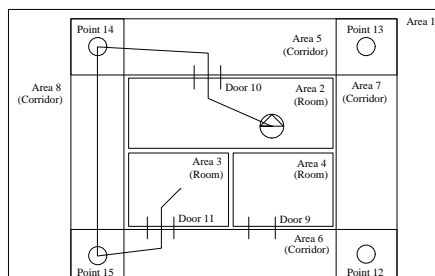 Point 14
Area 5
(Corridor)
Point 13
Area 1
Door 10
Area 8
(Corridor)
Area 2
(Room)
Area 7
(Corridor)
Area 3
(Room)
Area 4
(Room)
Door 11
Door 9
Area 6
(Corridor)
Point 15
Point 12